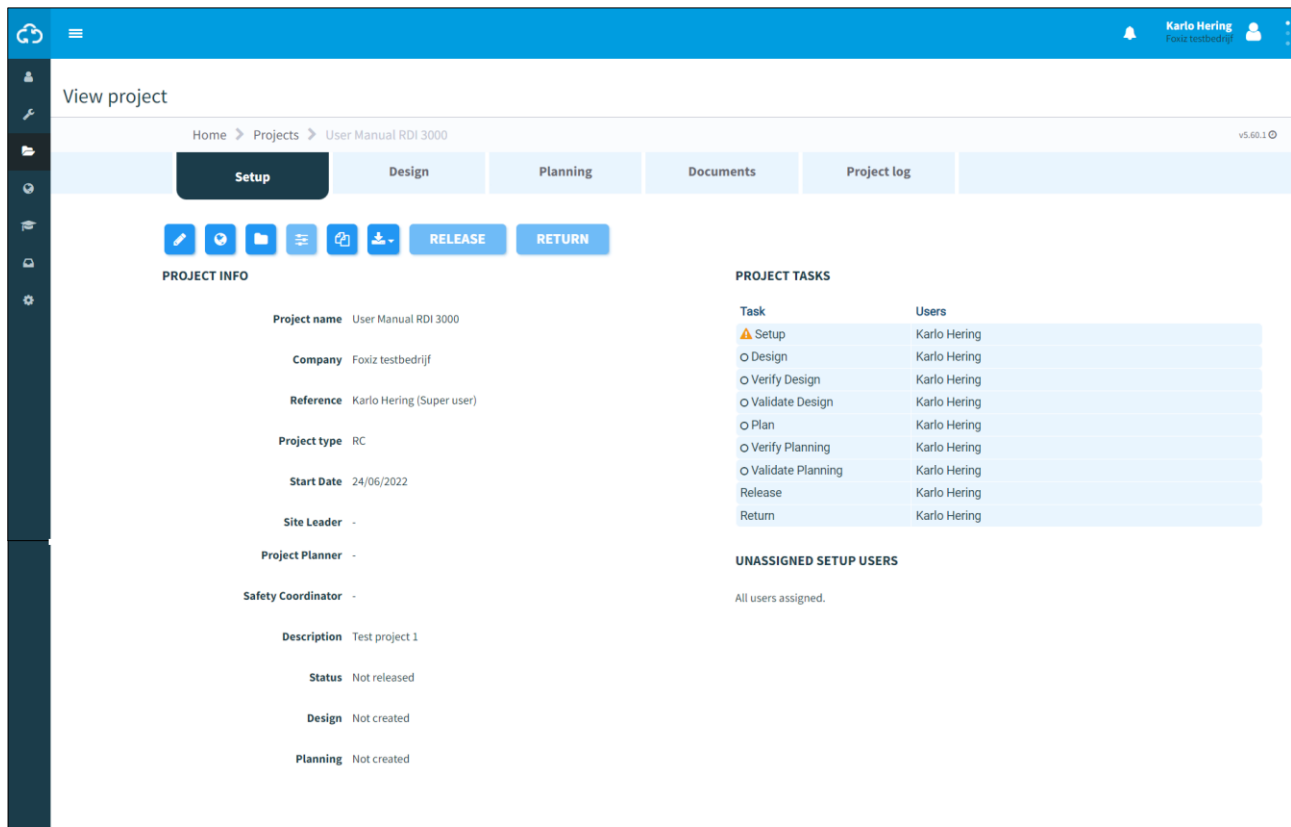 Karlo Hering
Foxiz testbedrijf
View project
Home Projects User Manual RDI 3000
v5.60.1
Setup Design Planning Documents Project log
RELEASE RETURN
PROJECT INFO
Project name User Manual RDI 3000
Company Foxiz testbedrijf
Reference Karlo Hering (Super user)
Project type RC
Start Date 24/06/2022
Site Leader -
Project Planner -
Safety Coordinator -
Description Test project 1
Status Not released
Design Not created
Planning Not created
PROJECT TASKS
Task Users
Setup Karlo Hering
Design Karlo Hering
Verify Design Karlo Hering
Validate Design Karlo Hering
Plan Karlo Hering
Verify Planning Karlo Hering
Validate Planning Karlo Hering
Release Karlo Hering
Return Karlo Hering
UNASSIGNED SETUP USERS
All users assigned.